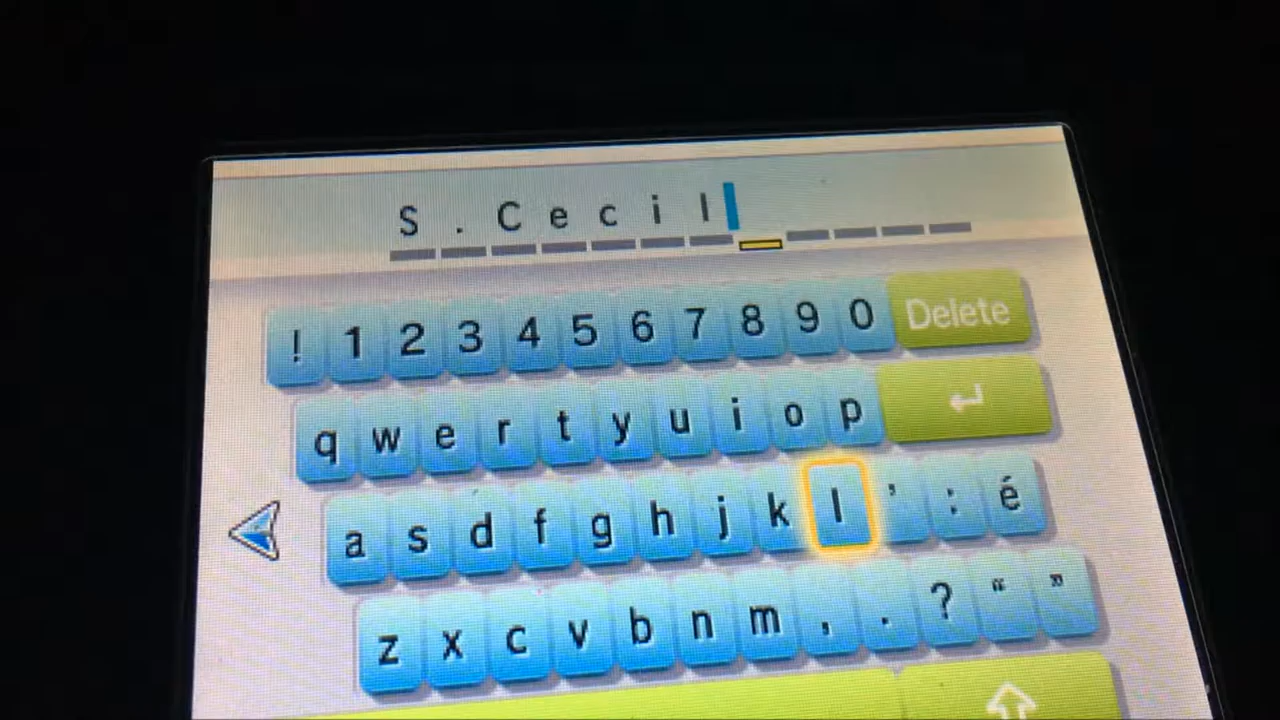 S.Cecil
! 1 2 3 4 5 6 7 8 9 0 Delete
q w e r t y u i o p
a s d f g h j k l ’ : é
z x c v b n m , . ? “ ”